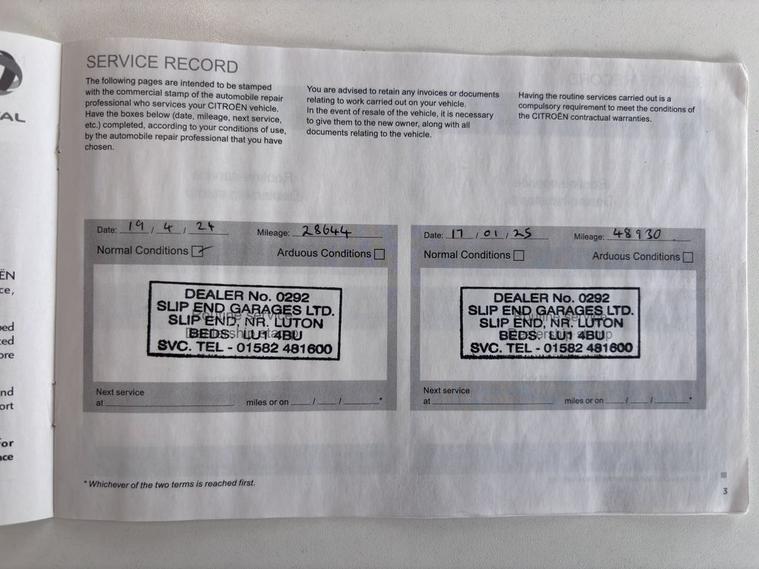 SERVICE RECORD
The following pages are intended to be stamped
with the commercial stamp of the automobile repair
professional who services your CITROËN vehicle.
Have the boxes below (date, mileage, next service,
etc.) completed, according to your conditions of use,
by the automobile repair professional that you have
chosen.
You are advised to retain any invoices or documents
relating to work carried out on your vehicle.
In the event of resale of the vehicle, it is necessary
to give them to the new owner, along with all
documents relating to the vehicle.
Having the routine services carried out is a
compulsory requirement to meet the conditions of
the CITROËN contractual warranties.
Date: 19 / 4 / 24 Mileage: 28644
Normal Conditions Arduous Conditions
DEALER No. 0292
SLIP END GARAGES LTD.
SLIP END, NR. LUTON
BEDS. LU1 4BU
SVC. TEL - 01582 481600
Next service
at miles or on / / *
Date: 17 / 01 / 25 Mileage: 48930
Normal Conditions Arduous Conditions
DEALER No. 0292
SLIP END GARAGES LTD.
SLIP END, NR. LUTON
BEDS. LU1 4BU
SVC. TEL - 01582 481600
Next service
at miles or on / / *
* Whichever of the two terms is reached first.
3